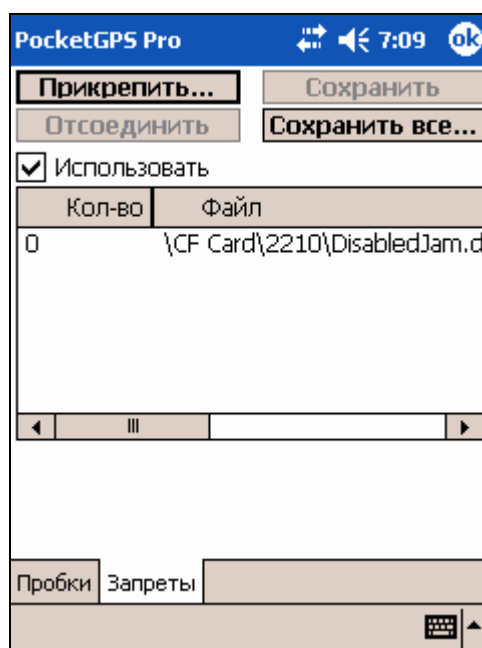 PocketGPS Pro 7:09 ok
Прикрепить... Сохранить
Отсоединить Сохранить все...
Использовать
Кол-во Файл
0 \CF Card\2210\DisabledJam.d
Пробки Запреты